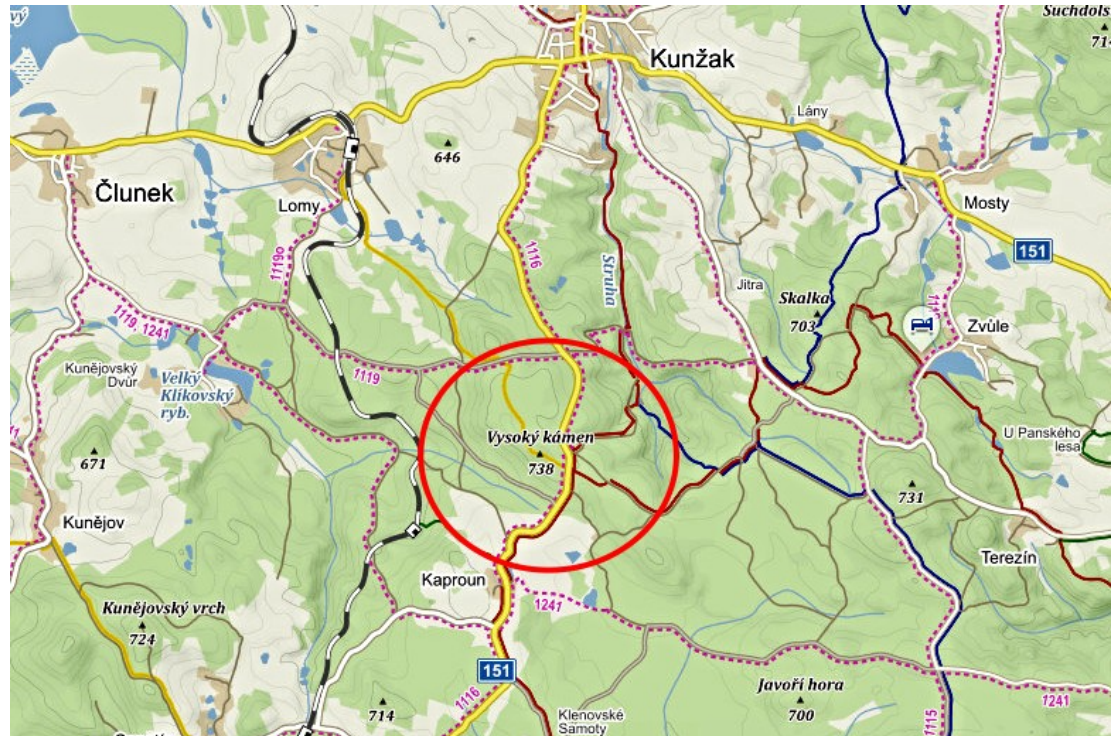 Suchdols
714
Kunžak
Lány
646
Člunek
Lomy
Mosty
1116
151
1119o
Struha
Jitra
Skalka
703
Zvůle
1119, 1241
Kunějovský
Dvůr
Velký
Klikovský
ryb.
1119
U Panského
lesa
Vysoký kámen
738
671
731
Kunějov
Terezín
Kaproun
1241
Kunějovský vrch
724
151
Javoří hora
700
1241
1116
714
Klenovské
Samoty
1115